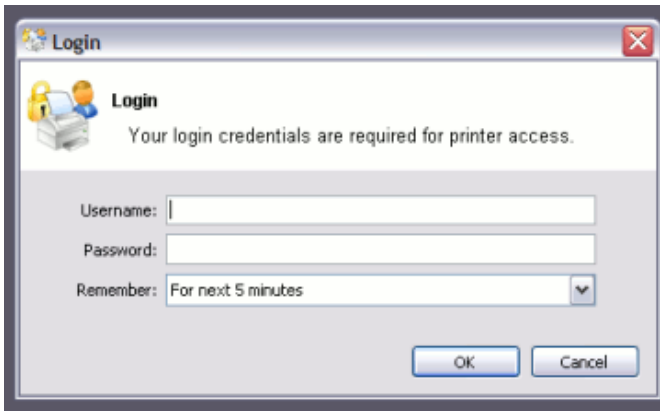 Login
Login
Your login credentials are required for printer access.
Username:
Password:
Remember: For next 5 minutes
OK Cancel